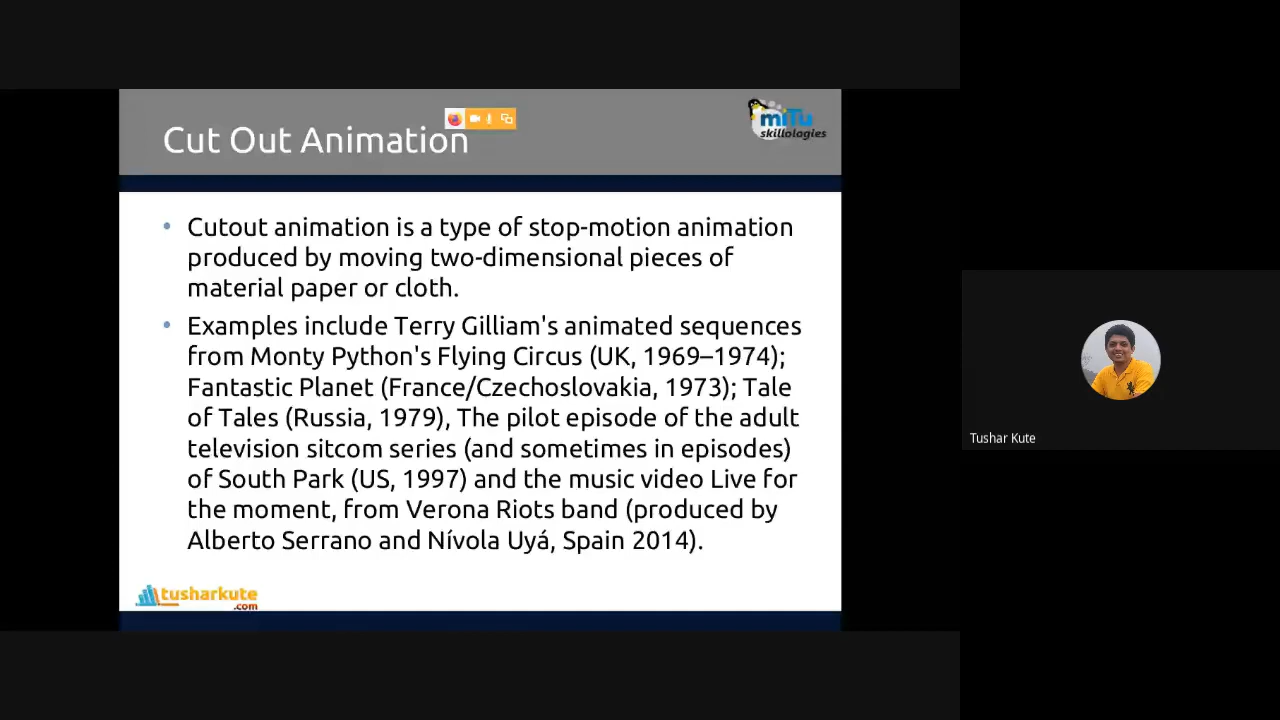 Cut Out Animation
miTu
skillologies
• Cutout animation is a type of stop-motion animation
produced by moving two-dimensional pieces of
material paper or cloth.
• Examples include Terry Gilliam's animated sequences
from Monty Python's Flying Circus (UK, 1969–1974);
Fantastic Planet (France/Czechoslovakia, 1973); Tale
of Tales (Russia, 1979), The pilot episode of the adult
television sitcom series (and sometimes in episodes)
of South Park (US, 1997) and the music video Live for
the moment, from Verona Riots band (produced by
Alberto Serrano and Nívola Uyá, Spain 2014).
tusharkute
.com
Tushar Kute